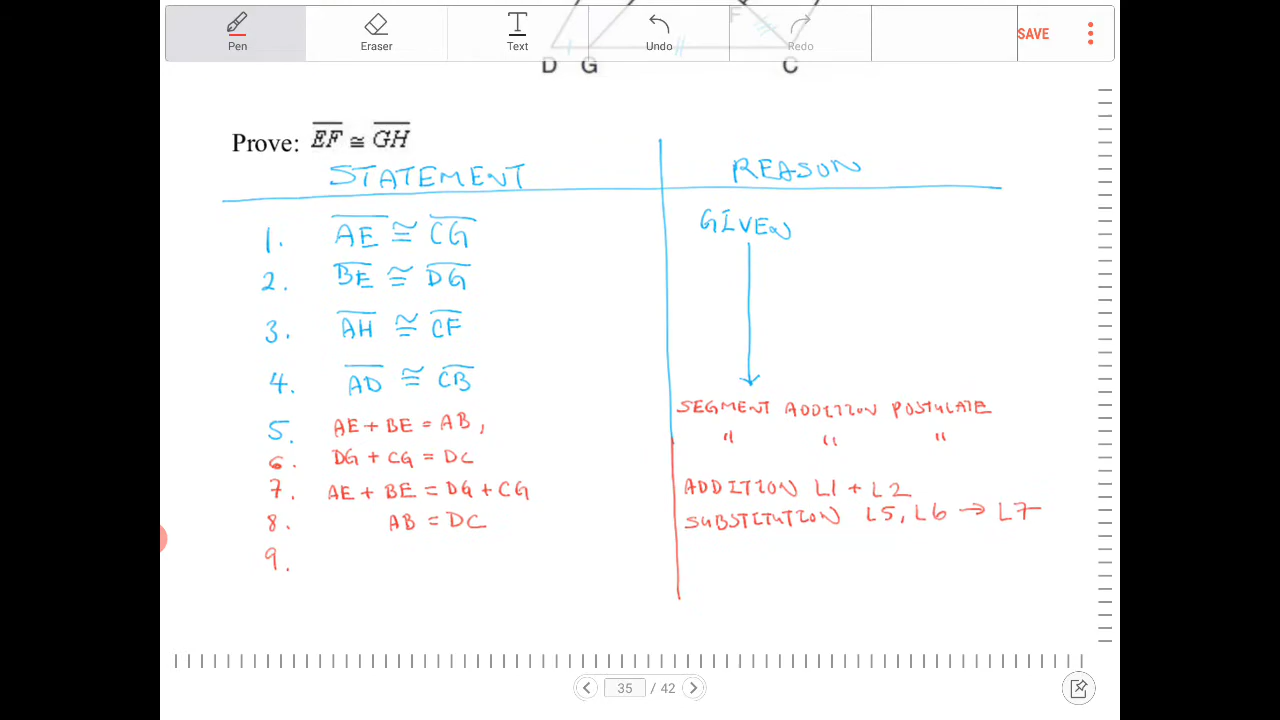 Pen
Eraser
Text
Undo
Redo
SAVE
F
D G C
Prove: EF ≅ GH
STATEMENT REASON
1. AE ≅ CG GIVEN
2. BE ≅ DG
3. AH ≅ CF
4. AD ≅ CB
5. AE + BE = AB, SEGMENT ADDITION POSTULATE
6. DG + CG = DC " " "
7. AE + BE = DG + CG ADDITION L1 + L2
8. AB = DC SUBSTITUTION L5, L6 → L7
9.
35 / 42